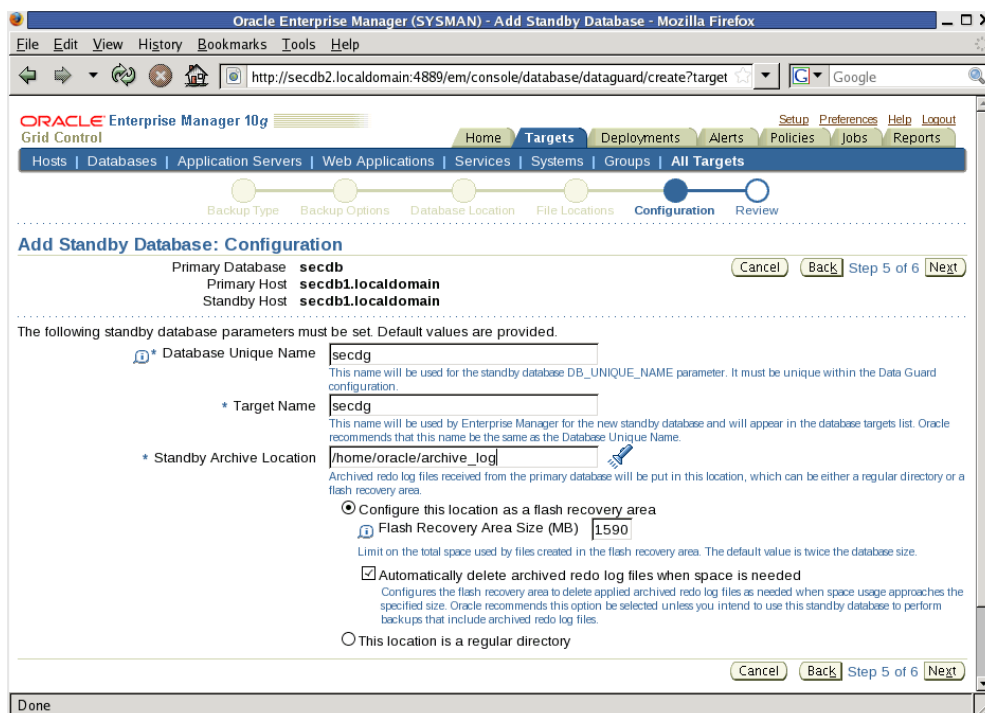 Oracle Enterprise Manager (SYSMAN) - Add Standby Database - Mozilla Firefox
File Edit View History Bookmarks Tools Help
http://secdb2.localdomain:4889/em/console/database/dataguard/create?target
G Google
ORACLE Enterprise Manager 10g
Grid Control
Setup Preferences Help Logout
Home Targets Deployments Alerts Policies Jobs Reports
Hosts | Databases | Application Servers | Web Applications | Services | Systems | Groups | All Targets
Backup Type Backup Options Database Location File Locations Configuration Review
Add Standby Database: Configuration
Primary Database secdb
Cancel Back Step 5 of 6 Next
Primary Host secdb1.localdomain
Standby Host secdb1.localdomain
The following standby database parameters must be set. Default values are provided.
i * Database Unique Name secdg
This name will be used for the standby database DB_UNIQUE_NAME parameter. It must be unique within the Data Guard
configuration.
* Target Name secdg
This name will be used by Enterprise Manager for the new standby database and will appear in the database targets list. Oracle
recommends that this name be the same as the Database Unique Name.
* Standby Archive Location /home/oracle/archive_log
Archived redo log files received from the primary database will be put in this location, which can be either a regular directory or a
flash recovery area.
Configure this location as a flash recovery area
i Flash Recovery Area Size (MB) 1590
Limit on the total space used by files created in the flash recovery area. The default value is twice the database size.
Automatically delete archived redo log files when space is needed
Configures the flash recovery area to delete applied archived redo log files as needed when space usage approaches the
specified size. Oracle recommends this option be selected unless you intend to use this standby database to perform
backups that include archived redo log files.
This location is a regular directory
Cancel Back Step 5 of 6 Next
Done